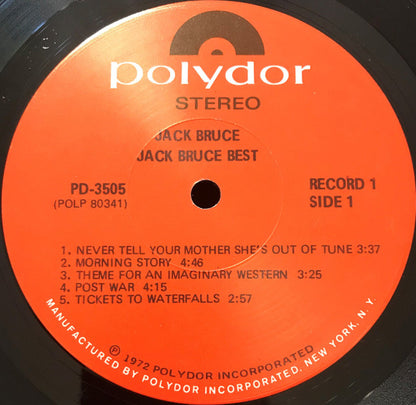 polydor
STEREO
JACK BRUCE
JACK BRUCE BEST
PD-3505
(POLP 80341)
RECORD 1
SIDE 1
1. NEVER TELL YOUR MOTHER SHE'S OUT OF TUNE 3:37
2. MORNING STORY 4:46
3. THEME FOR AN IMAGINARY WESTERN 3:25
4. POST WAR 4:15
5. TICKETS TO WATERFALLS 2:57
℗ 1972 POLYDOR INCORPORATED
MANUFACTURED BY POLYDOR INCORPORATED, NEW YORK, N.Y.